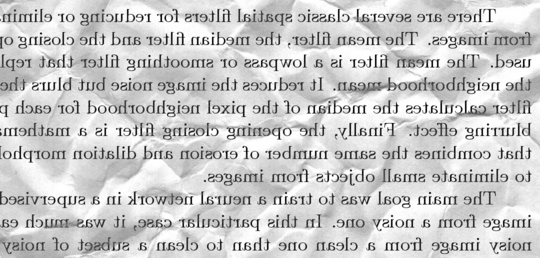 There are several classic spatial filters for reducing or elimina
from images. The mean filter, the median filter and the closing op
used. The mean filter is a lowpass or smoothing filter that repl
the neighborhood mean. It reduces the image noise but blurs the
filter calculates the median of the pixel neighborhood for each p
blurring effect. Finally, the opening closing filter is a mathema
that combines the same number of erosion and dilation morphol
to eliminate small objects from images.
The main goal was to train a neural network in a supervised
image from a noisy one. In this particular case, it was much ea
noisy image from a clean one than to clean a subset of noisy